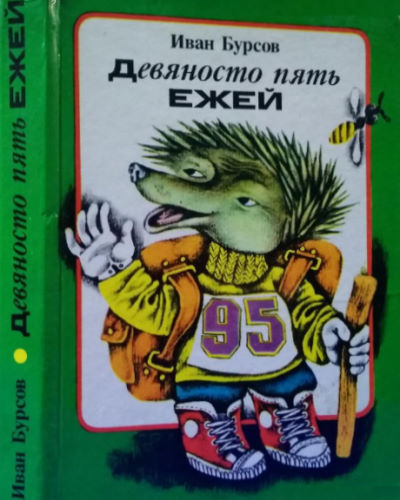 Иван Бурсов
Девяносто пять
ЕЖЕЙ
95
Иван Бурсов • Девяносто пять ЕЖЕЙ